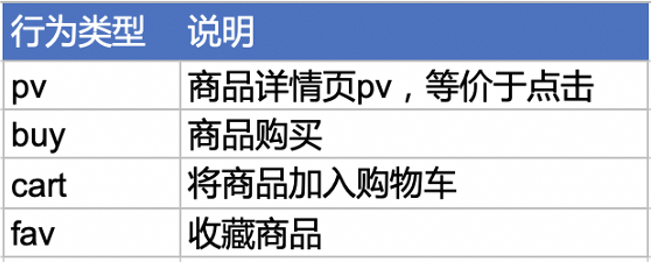 行为类型 说明
pv 商品详情页pv，等价于点击
buy 商品购买
cart 将商品加入购物车
fav 收藏商品